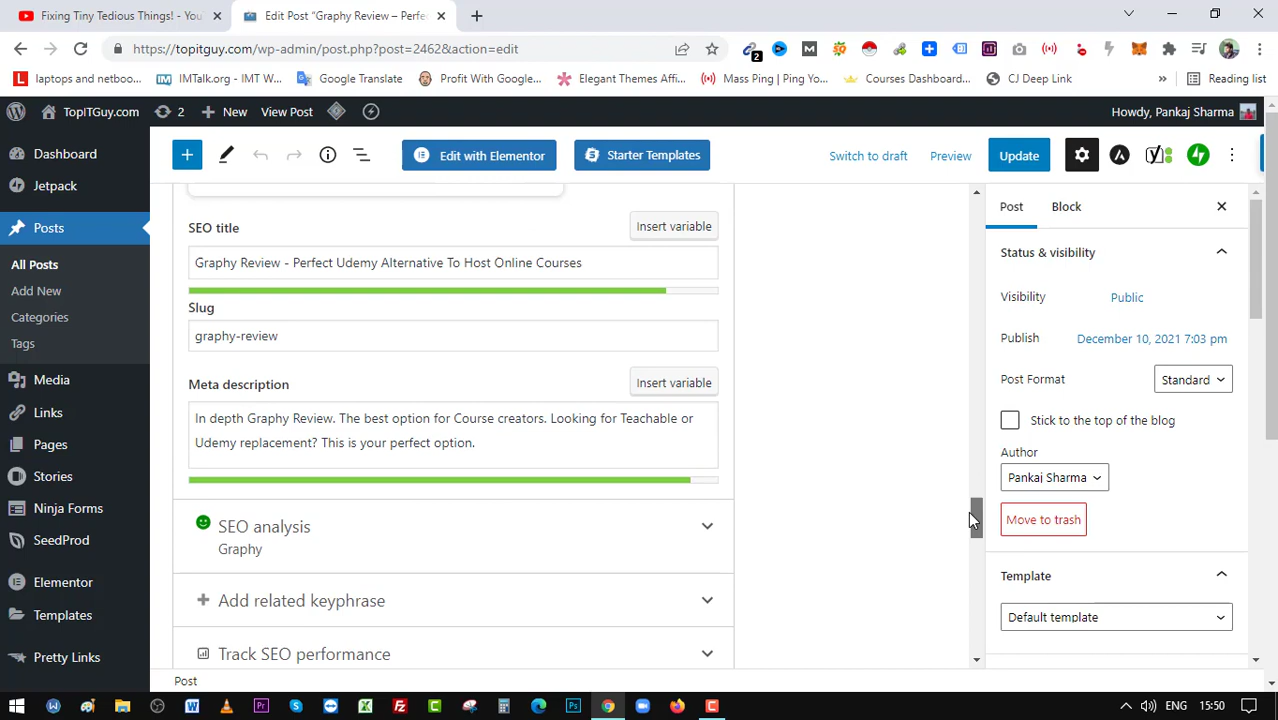 Fixing Tiny Tedious Things! - You
Edit Post “Graphy Review – Perfe
https://topitguy.com/wp-admin/post.php?post=2462&action=edit
2
laptops and netboo...
IMTalk.org - IMT W...
Google Translate
Profit With Google...
Elegant Themes Affi...
Mass Ping | Ping Yo...
Courses Dashboard...
CJ Deep Link
»
Reading list
TopITGuy.com
2
New
View Post
Howdy, Pankaj Sharma
Dashboard
Jetpack
Posts
All Posts
Add New
Categories
Tags
Media
Links
Pages
Stories
Ninja Forms
SeedProd
Elementor
Templates
Pretty Links
Edit with Elementor
Starter Templates
Switch to draft
Preview
Update
SEO title
Insert variable
Graphy Review - Perfect Udemy Alternative To Host Online Courses
Slug
graphy-review
Meta description
Insert variable
In depth Graphy Review. The best option for Course creators. Looking for Teachable or
Udemy replacement? This is your perfect option.
SEO analysis
Graphy
Add related keyphrase
Track SEO performance
Post
Post
Block
Status & visibility
Visibility
Public
Publish
December 10, 2021 7:03 pm
Post Format
Standard
Stick to the top of the blog
Author
Pankaj Sharma
Move to trash
Template
Default template
ENG
15:50